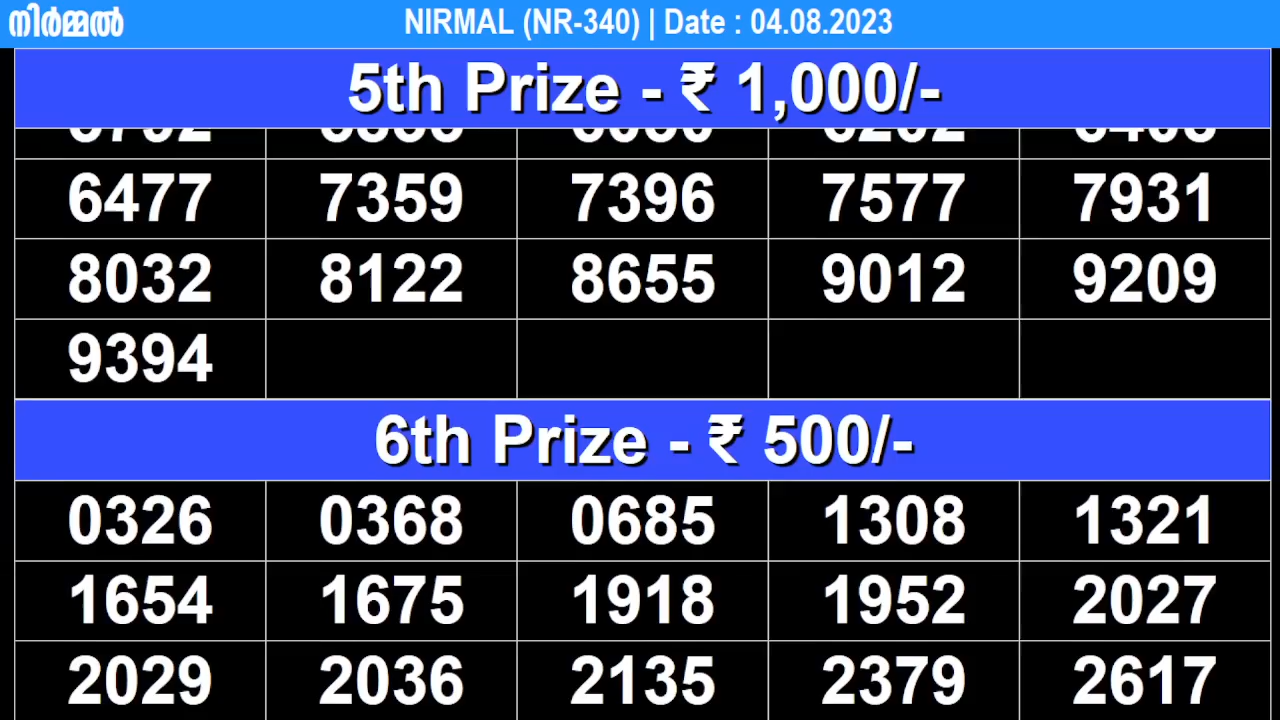 നിർമ്മൽ NIRMAL (NR-340) | Date : 04.08.2023
5th Prize - ₹ 1,000/-
6477 7359 7396 7577 7931
8032 8122 8655 9012 9209
9394
6th Prize - ₹ 500/-
0326 0368 0685 1308 1321
1654 1675 1918 1952 2027
2029 2036 2135 2379 2617